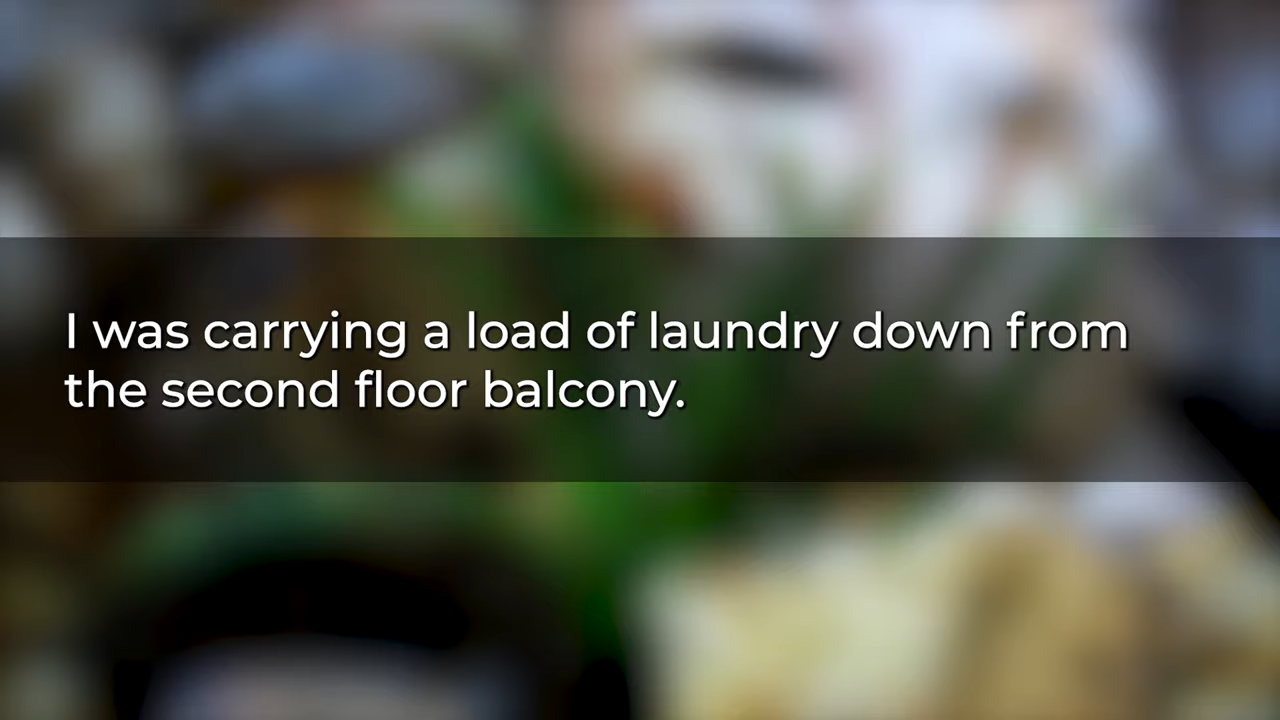 I was carrying a load of laundry down from
the second floor balcony.